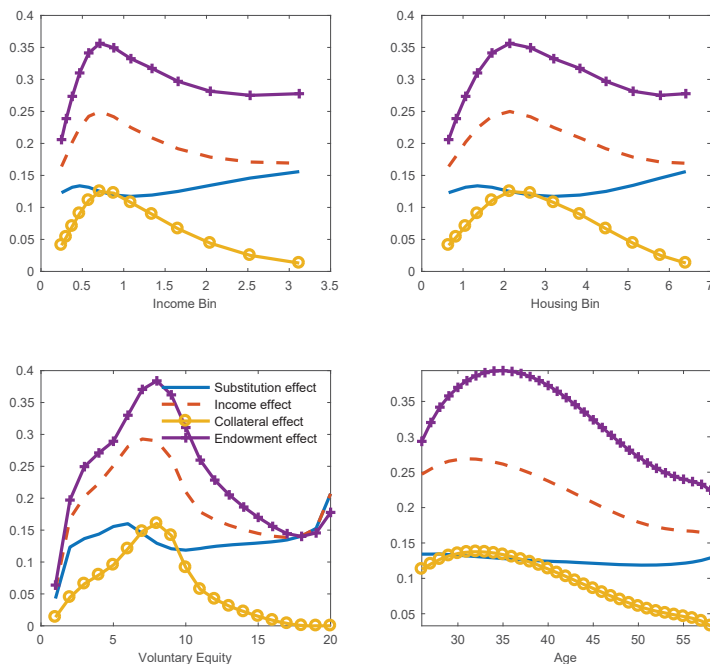 0.4
0.35
0.3
0.25
0.2
0.15
0.1
0.05
0
0 0.5 1 1.5 2 2.5 3 3.5
Income Bin
0.4
0.35
0.3
0.25
0.2
0.15
0.1
0.05
0
0 1 2 3 4 5 6 7
Housing Bin
0.4
0.35
0.3
0.25
0.2
0.15
0.1
0.05
0
0 5 10 15 20
Voluntary Equity
Substitution effect
Income effect
Collateral effect
Endowment effect
0.35
0.3
0.25
0.2
0.15
0.1
0.05
30 35 40 45 50 55
Age